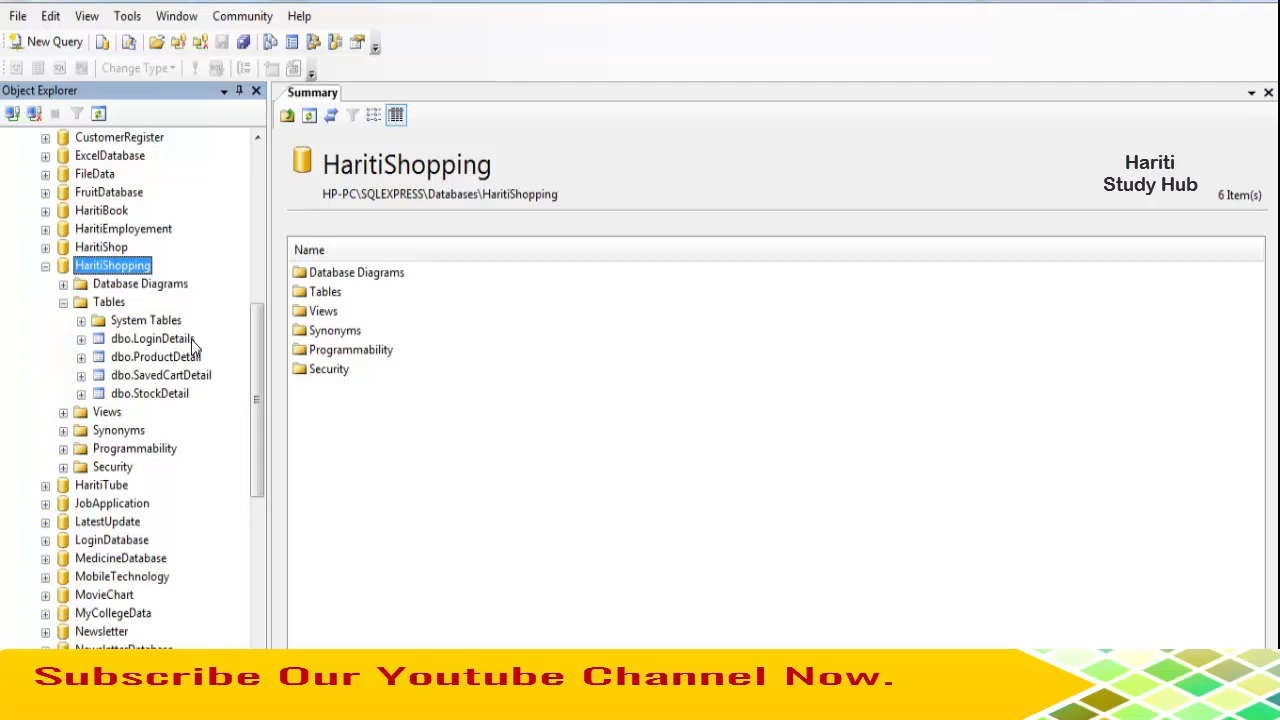 File Edit View Tools Window Community Help
New Query
Change Type
Object Explorer
CustomerRegister
ExcelDatabase
FileData
FruitDatabase
HaritiBook
HaritiEmployement
HaritiShop
HaritiShopping
Database Diagrams
Tables
System Tables
dbo.LoginDetails
dbo.ProductDetail
dbo.SavedCartDetail
dbo.StockDetail
Views
Synonyms
Programmability
Security
HaritiTube
JobApplication
LatestUpdate
LoginDatabase
MedicineDatabase
MobileTechnology
MovieChart
MyCollegeData
Newsletter
Summary
HaritiShopping
HP-PC\SQLEXPRESS\Databases\HaritiShopping
Hariti
Study Hub
6 Item(s)
Name
Database Diagrams
Tables
Views
Synonyms
Programmability
Security
Subscribe Our Youtube Channel Now.